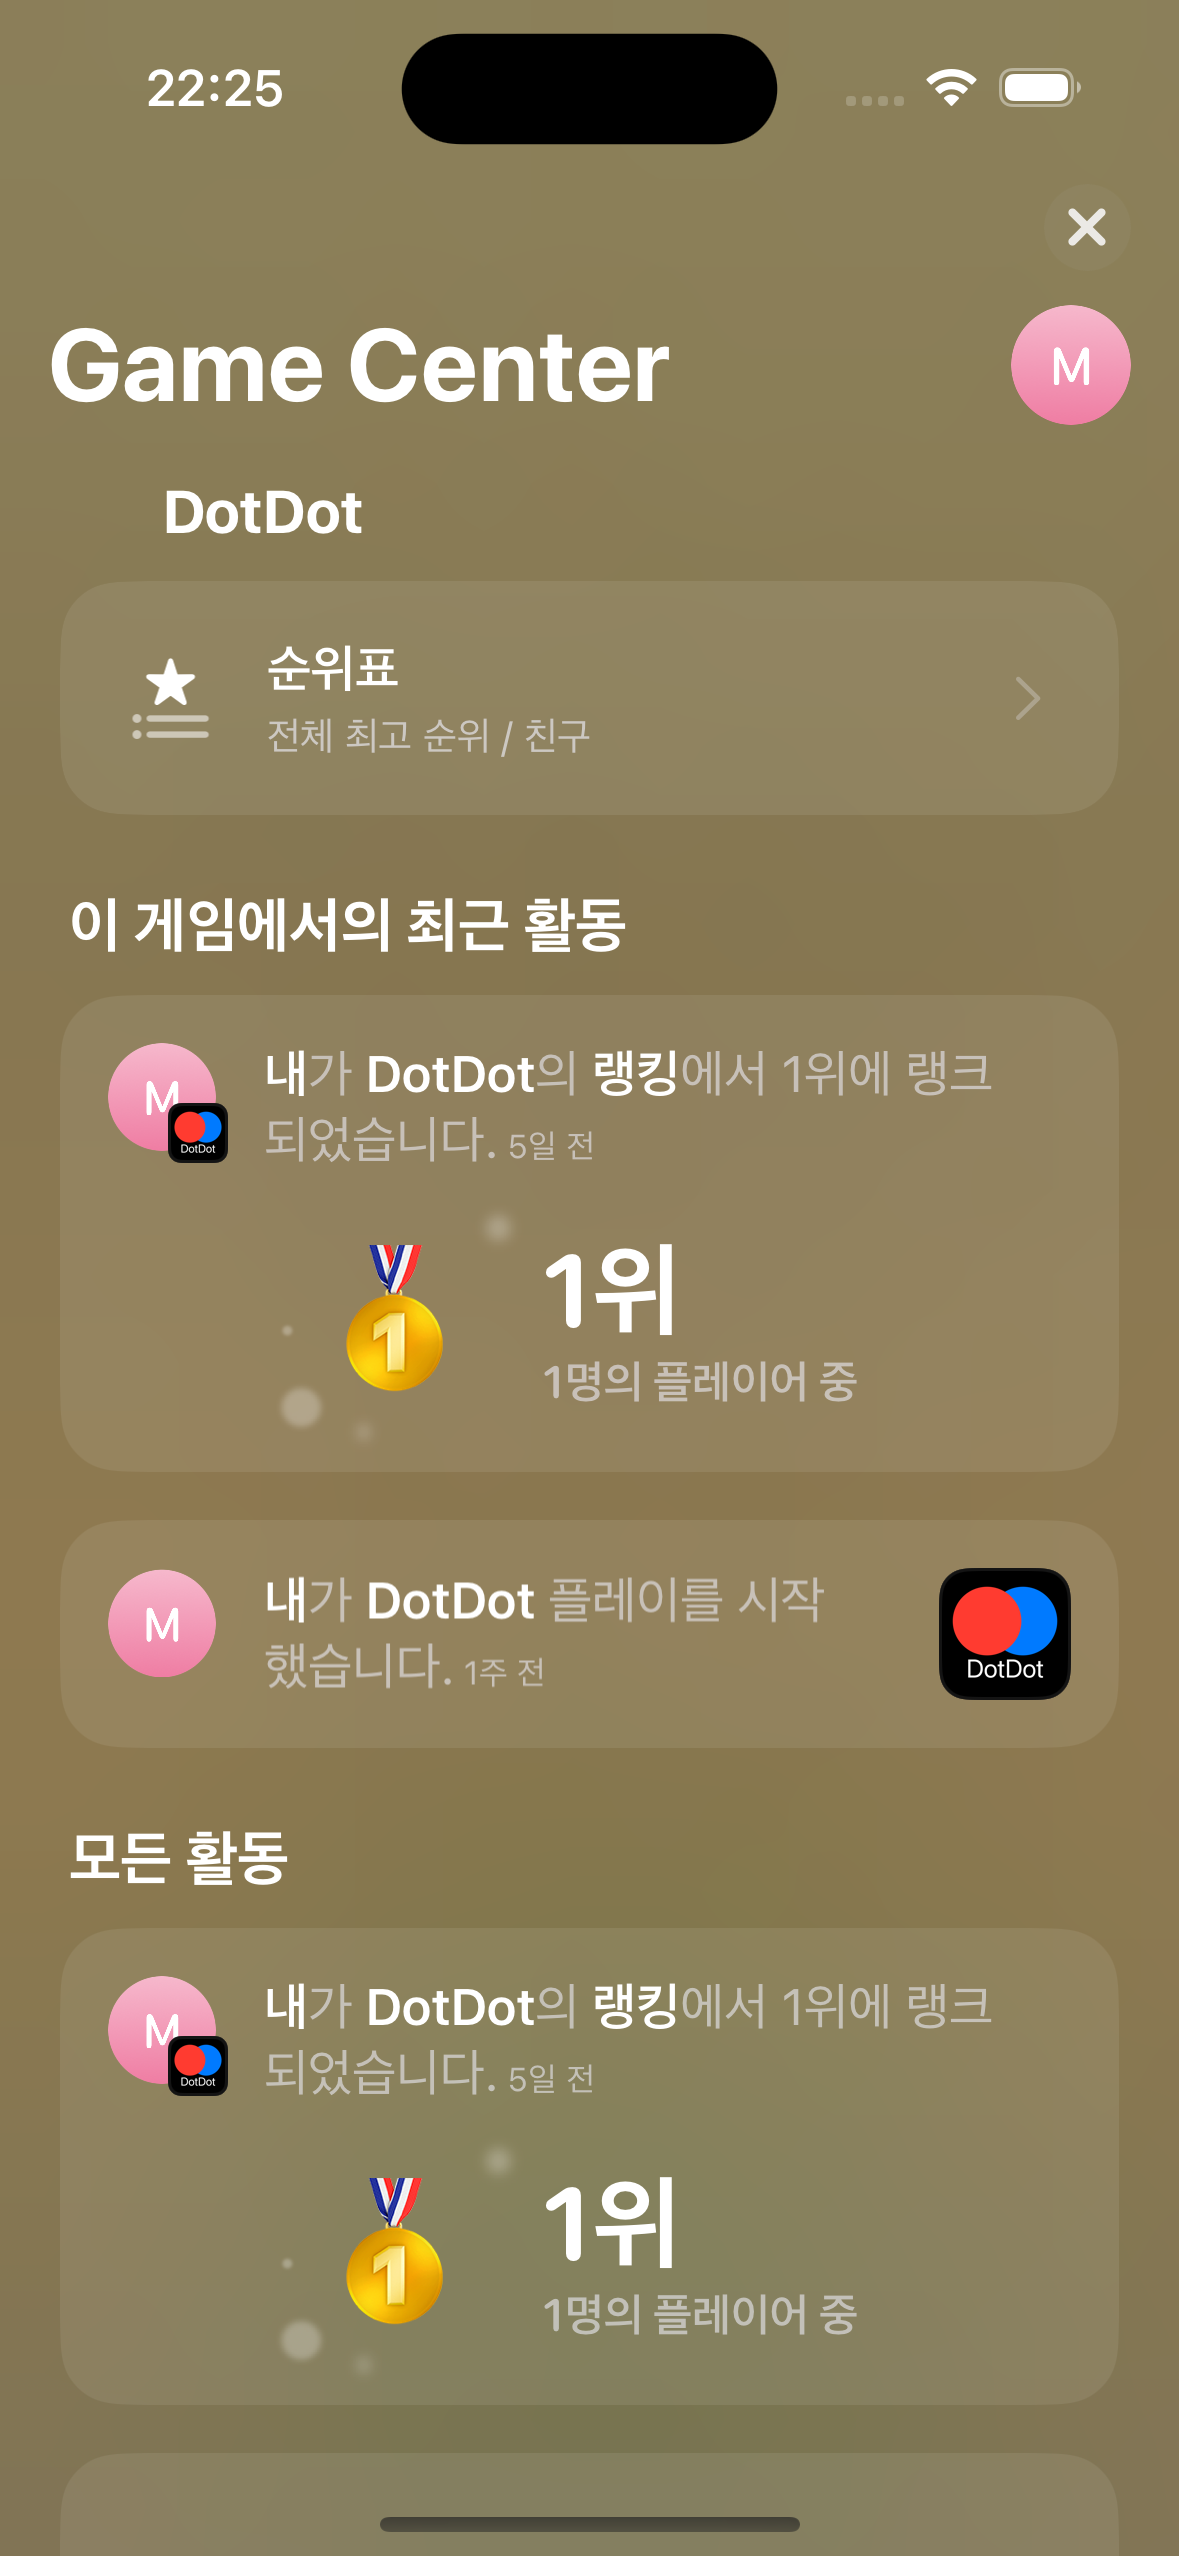 22:25
Game Center
M
DotDot
순위표
전체 최고 순위 / 친구
이 게임에서의 최근 활동
M
DotDot
내가 DotDot의 랭킹에서 1위에 랭크
되었습니다. 5일 전
1
1위
1명의 플레이어 중
M
내가 DotDot 플레이를 시작
했습니다. 1주 전
DotDot
모든 활동
M
DotDot
내가 DotDot의 랭킹에서 1위에 랭크
되었습니다. 5일 전
1
1위
1명의 플레이어 중